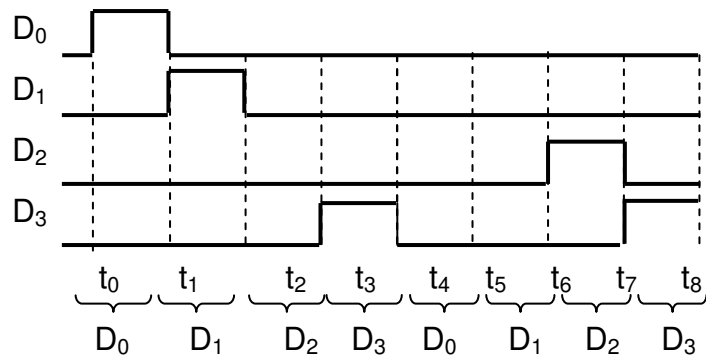 D₀
D₁
D₂
D₃
t₀ t₁ t₂ t₃ t₄ t₅ t₆ t₇ t₈
D₀ D₁ D₂ D₃ D₀ D₁ D₂ D₃